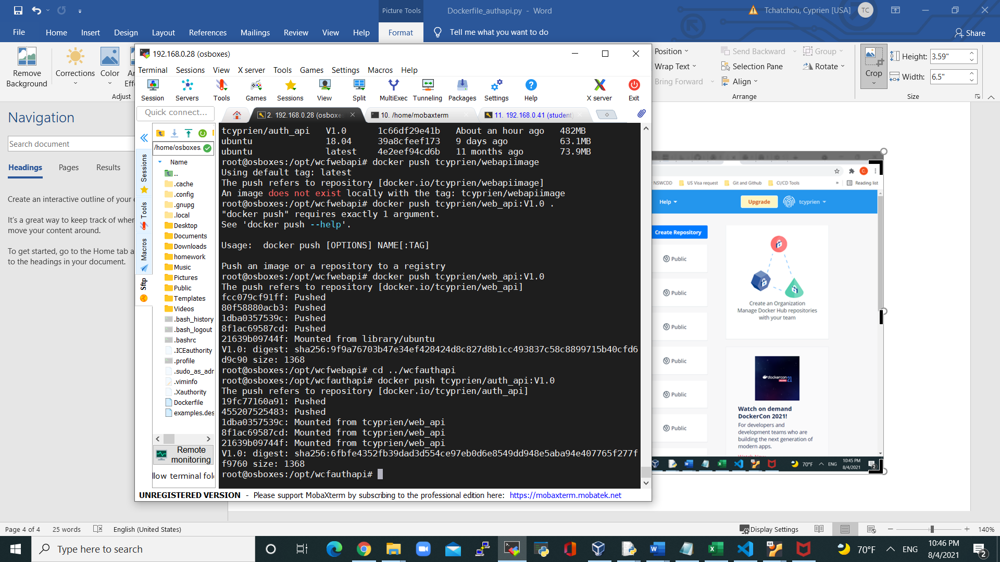 Picture Tools
Dockerfile_authapi.py - Word
Tchatchou, Cyprien [USA]
TC
File
Home
Insert
Design
Layout
References
Mailings
Review
View
Help
Format
Tell me what you want to do
Share
Remove
Background
Corrections
Color
Adjust
Position
Wrap Text
Bring Forward
Send Backward
Selection Pane
Align
Group
Rotate
Arrange
Crop
Height:
3.59"
Width:
6.5"
Size
Navigation
Search document
Headings
Pages
Results
Create an interactive outline of your
It's a great way to keep track of
move your content around.
To get started, go to the Home tab
to the headings in your document.
192.168.0.28 (osboxes)
Terminal Sessions View X server Tools Games Settings Macros Help
Session Servers Tools Games Sessions View Split MultiExec Tunneling Packages Settings Help X server Exit
Quick connect...
2. 192.168.0.28 (osboxes
10. /home/mobaxterm
11. 192.168.0.41 (student)
Sessions
Tools
Macros
Sftp
/home/osboxes.
Name
..
.cache
.config
.gnupg
.local
Desktop
Documents
Downloads
homework
Music
Pictures
Public
Templates
Videos
.bash_history
.bash_logout
.bashrc
.ICEauthority
.profile
.sudo_as_adr
.viminfo
.Xauthority
Dockerfile
examples.des
Remote
monitoring
llow terminal fol
tcyprien/auth_api V1.0 1c66df29e41b About an hour ago 482MB
ubuntu 18.04 39a8cfeef173 9 days ago 63.1MB
ubuntu latest 4e2eef94cd6b 11 months ago 73.9MB
root@osboxes:/opt/wcfwebapi# docker push tcyprien/webapiimage
Using default tag: latest
The push refers to repository [docker.io/tcyprien/webapiimage]
An image does not exist locally with the tag: tcyprien/webapiimage
root@osboxes:/opt/wcfwebapi# docker push tcyprien/web_api:V1.0 .
"docker push" requires exactly 1 argument.
See 'docker push --help'.
Usage:  docker push [OPTIONS] NAME[:TAG]
Push an image or a repository to a registry
root@osboxes:/opt/wcfwebapi# docker push tcyprien/web_api:V1.0
The push refers to repository [docker.io/tcyprien/web_api]
fcc079cf91ff: Pushed
80f58880acb3: Pushed
1dba0357539c: Pushed
8f1ac69587cd: Pushed
21639b09744f: Mounted from library/ubuntu
V1.0: digest: sha256:9f9a76703b47e34ef428424d8c827d8b1cc493837c58c8899715b40cfd6
d9c90 size: 1368
root@osboxes:/opt/wcfwebapi# cd ../wcfauthapi
root@osboxes:/opt/wcfauthapi# docker push tcyprien/auth_api:V1.0
The push refers to repository [docker.io/tcyprien/auth_api]
19fc77160a91: Pushed
455207525483: Pushed
1dba0357539c: Mounted from tcyprien/web_api
8f1ac69587cd: Mounted from tcyprien/web_api
21639b09744f: Mounted from tcyprien/web_api
V1.0: digest: sha256:6fbfe4352fb39dad3d554ce97eb0d6e8549dd948e5aba94e407765f277f
f9760 size: 1368
root@osboxes:/opt/wcfauthapi#
UNREGISTERED VERSION - Please support MobaXterm by subscribing to the professional edition here: https://mobaxterm.mobatek.net
C
NSWCDD
US Visa request
Git and Github
CI/CD Tools
»
Reading list
Help
Upgrade
tcyprien
Create Repository
Public
Public
Public
Public
Public
Public
Create an Organization
Manage Docker Hub repositories
with your team
dockercon
21
Watch on demand
DockerCon 2021!
For developers and
development teams who are
building the next generation of
modern apps.
Watch Now
70°F
ENG
10:45 PM
8/4/2021
2
Page 4 of 4
25 words
English (United States)
Display Settings
140%
Type here to search
64
70°F
ENG
10:46 PM
8/4/2021
2